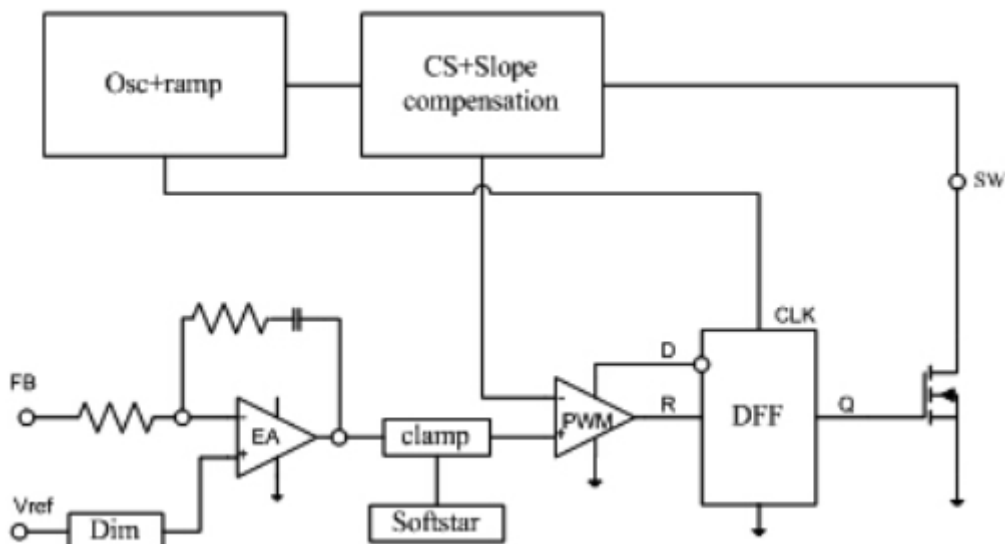 Osc+ramp
CS+Slope
compensation
SW
CLK
FB
D
EA
clamp
PWM
R
DFF
Q
Vref
Dim
Softstar
-
+
-
+